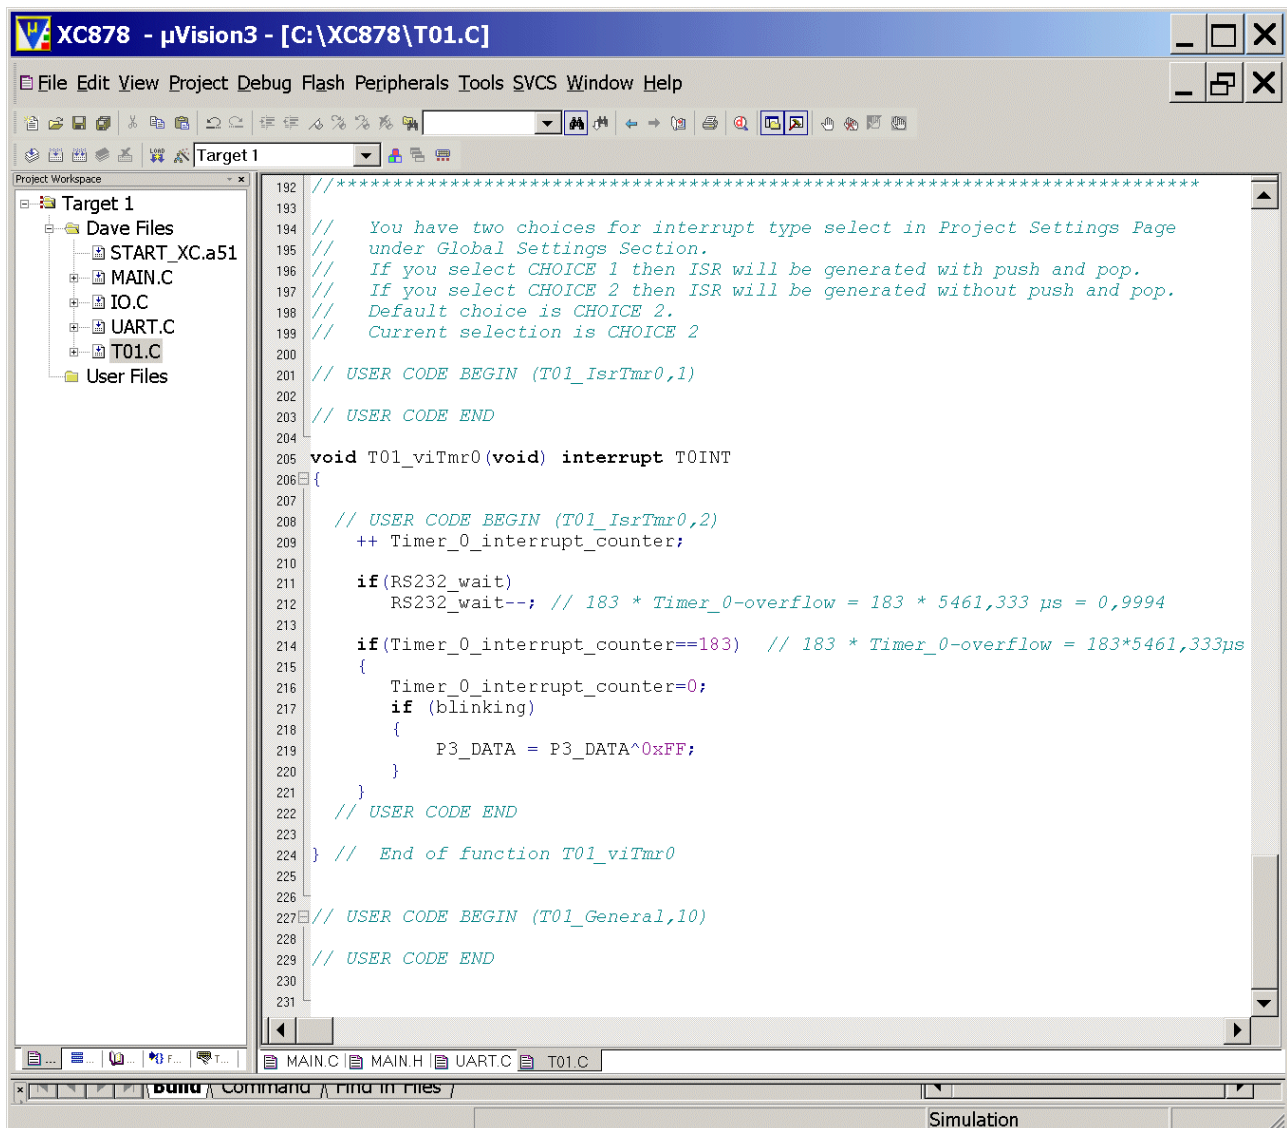 XC878 - µVision3 - [C:\XC878\T01.C]
File Edit View Project Debug Flash Peripherals Tools SVCS Window Help
Target 1
Project Workspace
Target 1
Dave Files
START_XC.a51
MAIN.C
IO.C
UART.C
T01.C
User Files
192 //****************************************************************************
193
194 //   You have two choices for interrupt type select in Project Settings Page
195 //   under Global Settings Section.
196 //   If you select CHOICE 1 then ISR will be generated with push and pop.
197 //   If you select CHOICE 2 then ISR will be generated without push and pop.
198 //   Default choice is CHOICE 2.
199 //   Current selection is CHOICE 2
200
201 // USER CODE BEGIN (T01_IsrTmr0,1)
202
203 // USER CODE END
204
205 void T01_viTmr0(void) interrupt T0INT
206 {
207
208   // USER CODE BEGIN (T01_IsrTmr0,2)
209     ++ Timer_0_interrupt_counter;
210
211     if(RS232_wait)
212        RS232_wait--; // 183 * Timer_0-overflow = 183 * 5461,333 µs = 0,9994
213
214     if(Timer_0_interrupt_counter==183)  // 183 * Timer_0-overflow = 183*5461,333µs
215     {
216        Timer_0_interrupt_counter=0;
217        if (blinking)
218        {
219            P3_DATA = P3_DATA^0xFF;
220        }
221     }
222   // USER CODE END
223
224 } //  End of function T01_viTmr0
225
226
227 // USER CODE BEGIN (T01_General,10)
228
229 // USER CODE END
230
231
... ... ... F... T...
MAIN.C MAIN.H UART.C T01.C
Build Command Find in Files
Simulation